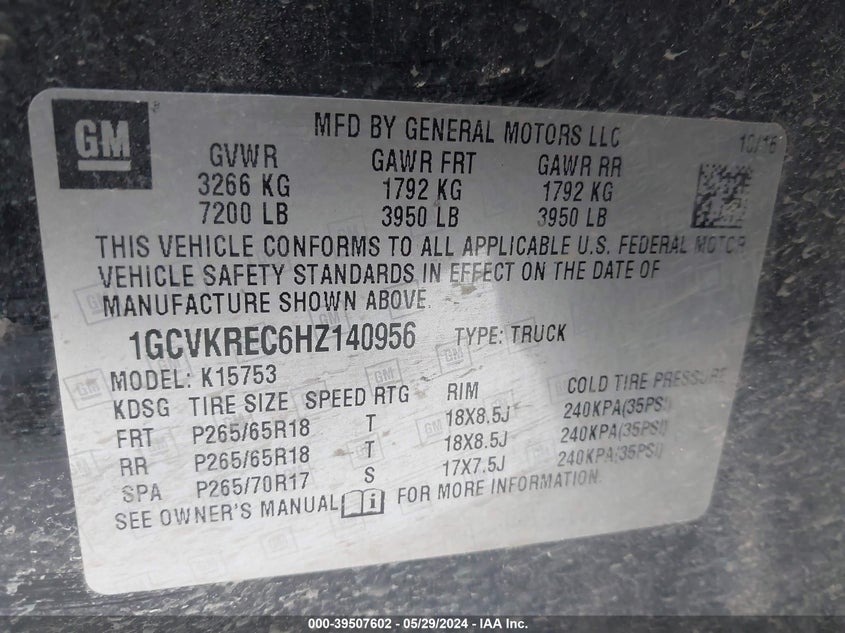 GM
MFD BY GENERAL MOTORS LLC 10/16
GVWR GAWR FRT GAWR RR
3266 KG 1792 KG 1792 KG
7200 LB 3950 LB 3950 LB
THIS VEHICLE CONFORMS TO ALL APPLICABLE U.S. FEDERAL MOTOR
VEHICLE SAFETY STANDARDS IN EFFECT ON THE DATE OF
MANUFACTURE SHOWN ABOVE.
1GCVKREC6HZ140956 TYPE: TRUCK
MODEL: K15753
KDSG TIRE SIZE SPEED RTG RIM COLD TIRE PRESSURE
FRT P265/65R18 T 18X8.5J 240KPA(35PSI)
RR P265/65R18 T 18X8.5J 240KPA(35PSI)
SPA P265/70R17 S 17X7.5J 240KPA(35PSI)
SEE OWNER'S MANUAL FOR MORE INFORMATION.
000-39507602 - 05/29/2024 - IAA Inc.